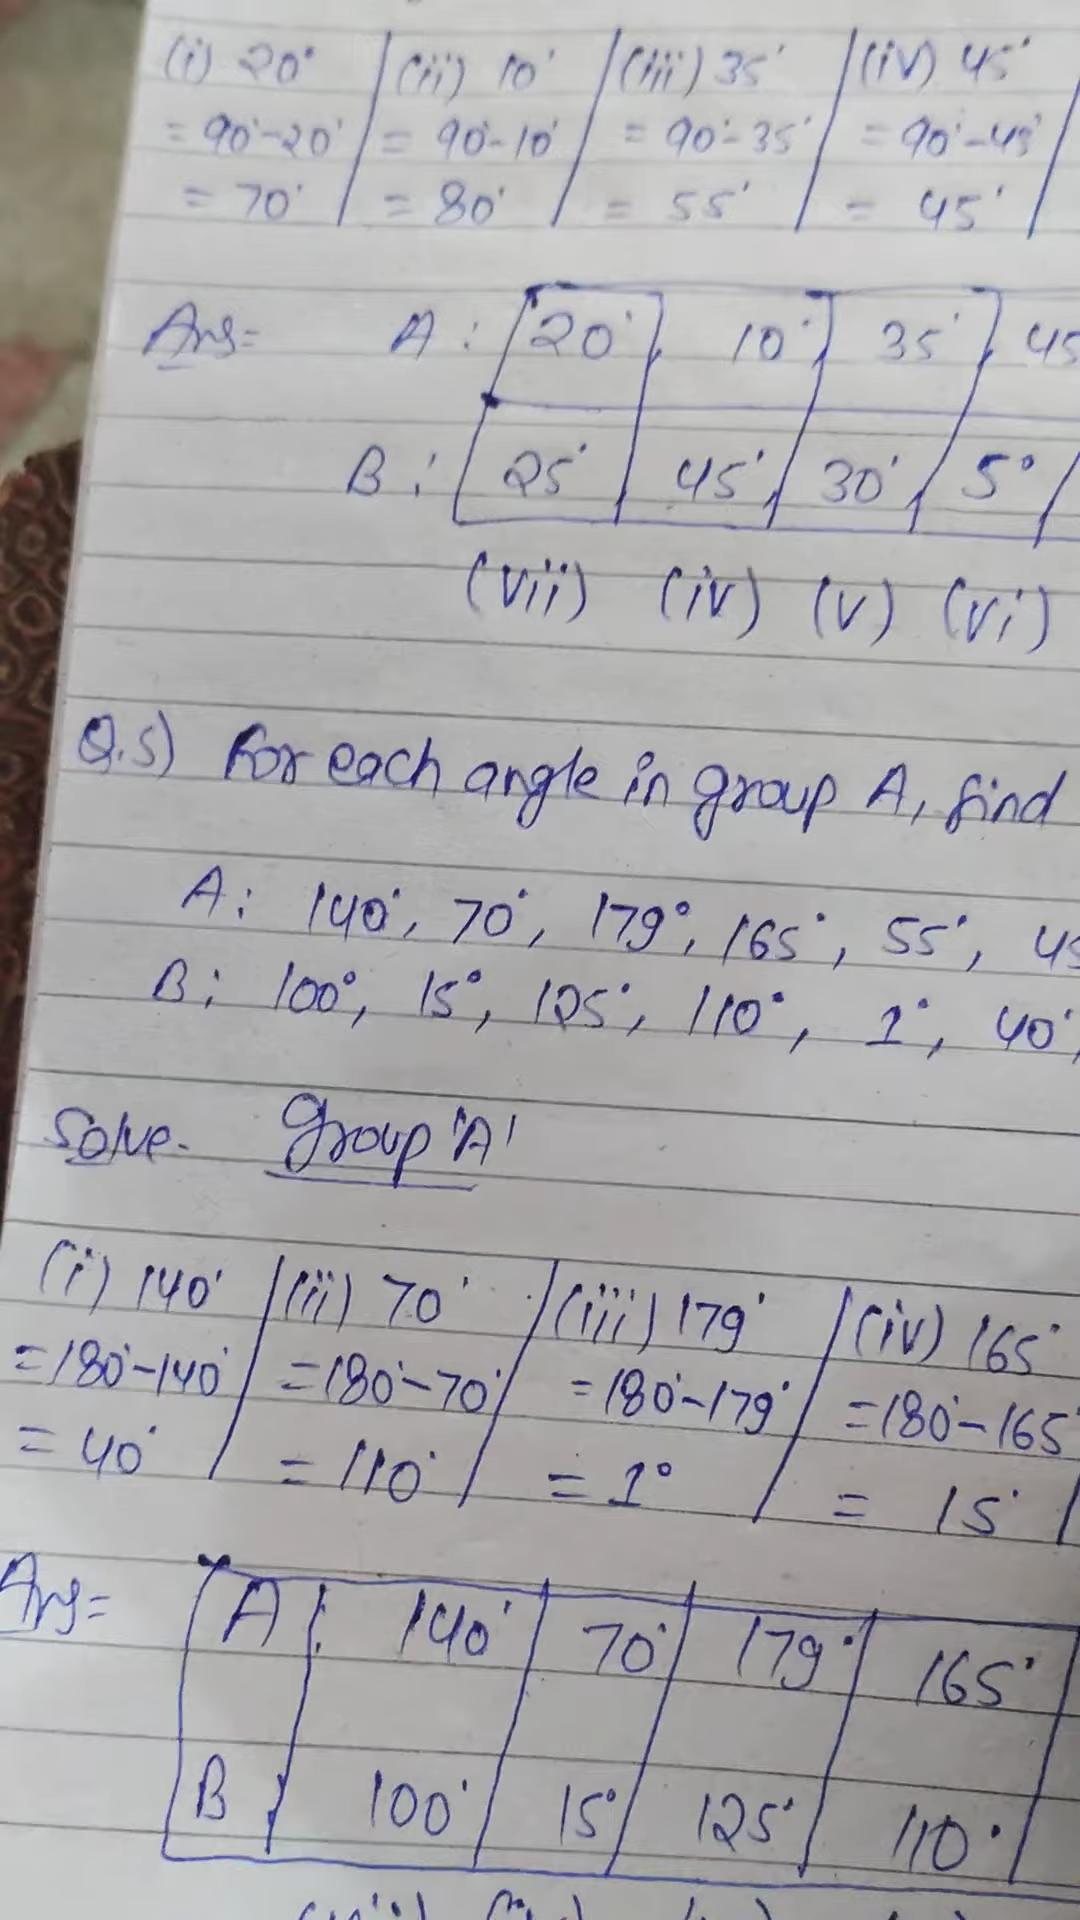 (i) 20° (ii) 10° (iii) 35° (iv) 45°
= 90°-20° = 90°-10° = 90°-35° = 90°-45°
= 70° = 80° = 55° = 45°
Ans= A : 20° 10° 35° 45
B : 25° 45° 30° 5°
(vii) (iv) (v) (vi)
Q.5) For each angle in group A, find
A: 140°, 70°, 179°, 165°, 55°, 45
B: 100°, 15°, 125°, 110°, 1°, 40°,
Solve- Group 'A'
(i) 140° (ii) 70° (iii) 179° (iv) 165°
=180°-140° =180°-70° =180°-179° =180°-165°
= 40° = 110° = 1° = 15°
Ans= A : 140° 70° 179° 165°
B : 100° 15° 125° 110°